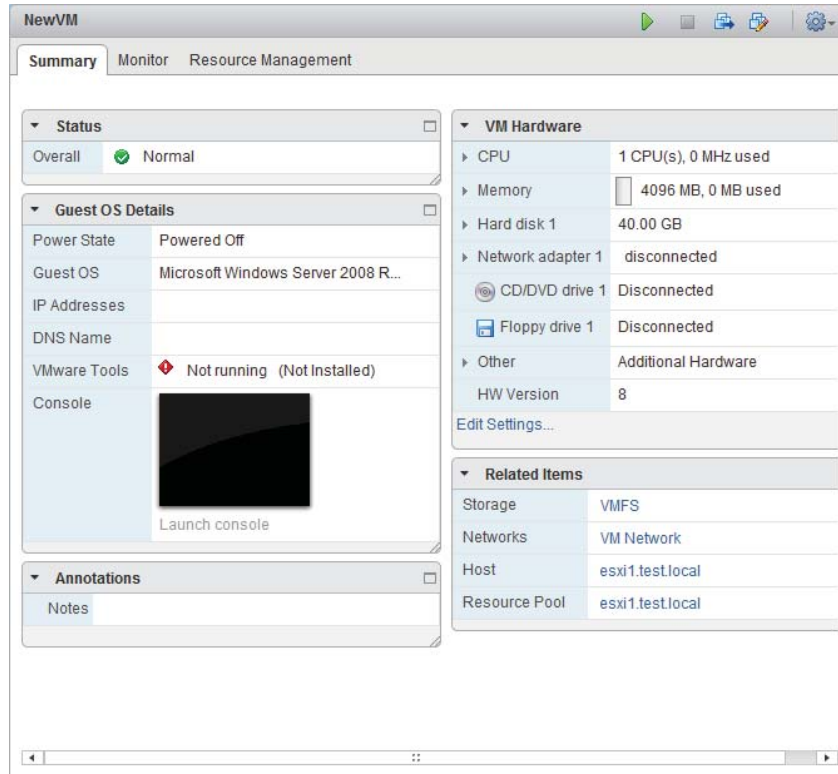 NewVM
Summary Monitor Resource Management
Status
Overall Normal
Guest OS Details
Power State Powered Off
Guest OS Microsoft Windows Server 2008 R...
IP Addresses
DNS Name
VMware Tools Not running (Not Installed)
Console
Launch console
Annotations
Notes
VM Hardware
CPU 1 CPU(s), 0 MHz used
Memory 4096 MB, 0 MB used
Hard disk 1 40.00 GB
Network adapter 1 disconnected
CD/DVD drive 1 Disconnected
Floppy drive 1 Disconnected
Other Additional Hardware
HW Version 8
Edit Settings...
Related Items
Storage VMFS
Networks VM Network
Host esxi1.test.local
Resource Pool esxi1.test.local